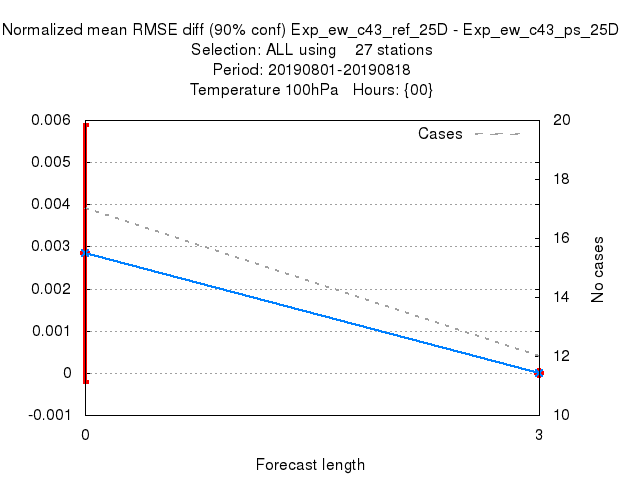 Normalized mean RMSE diff (90% conf) Exp_ew_c43_ref_25D - Exp_ew_c43_ps_25D
Selection: ALL using    27 stations
Period: 20190801-20190818
Temperature 100hPa   Hours: {00}
Cases
0.006
0.005
0.004
0.003
0.002
0.001
0
-0.001
20
18
16
14
12
10
No cases
0
3
Forecast length